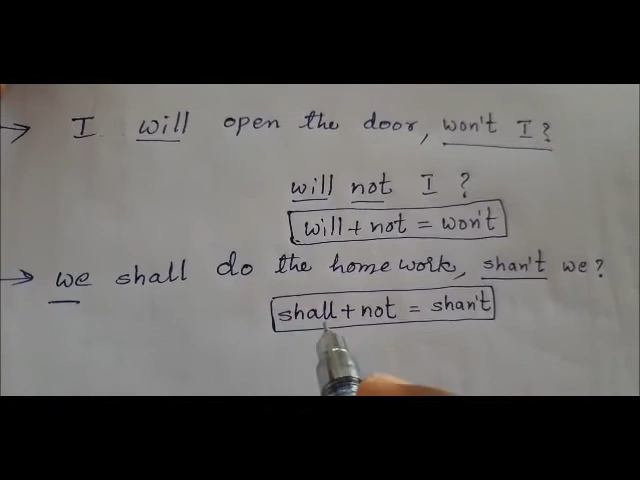 → I will open the door, won't I?
will not I ?
will + not = won't
→ we shall do the home work, shan't we?
shall + not = shan't